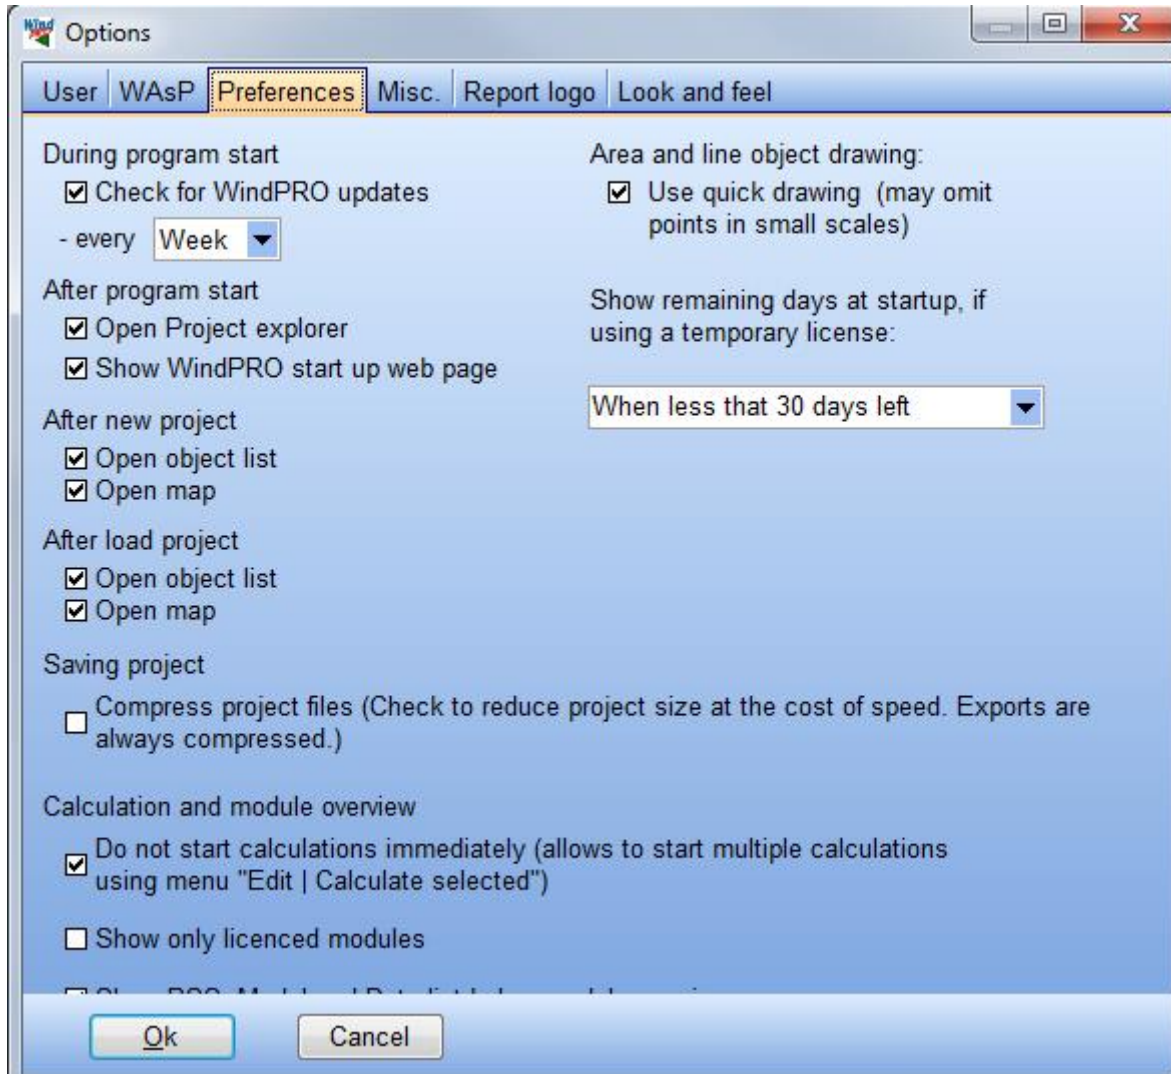 Wind
Options
User WAsP Preferences Misc. Report logo Look and feel
During program start
Check for WindPRO updates
- every Week
After program start
Open Project explorer
Show WindPRO start up web page
After new project
Open object list
Open map
After load project
Open object list
Open map
Saving project
Compress project files (Check to reduce project size at the cost of speed. Exports are
always compressed.)
Calculation and module overview
Do not start calculations immediately (allows to start multiple calculations
using menu "Edit | Calculate selected")
Show only licenced modules
Area and line object drawing:
Use quick drawing (may omit
points in small scales)
Show remaining days at startup, if
using a temporary license:
When less that 30 days left
Ok Cancel